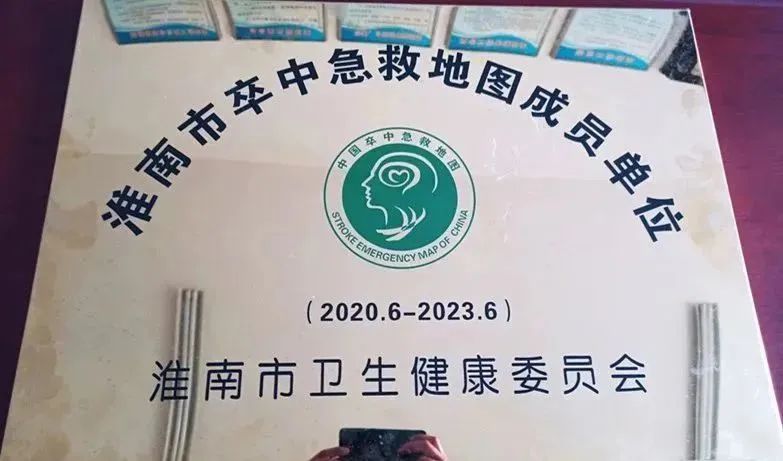 淮南市卒中急救地图成员单位
中国卒中急救地图
STROKE EMERGENCY MAP OF CHINA
（2020.6-2023.6）
淮南市卫生健康委员会